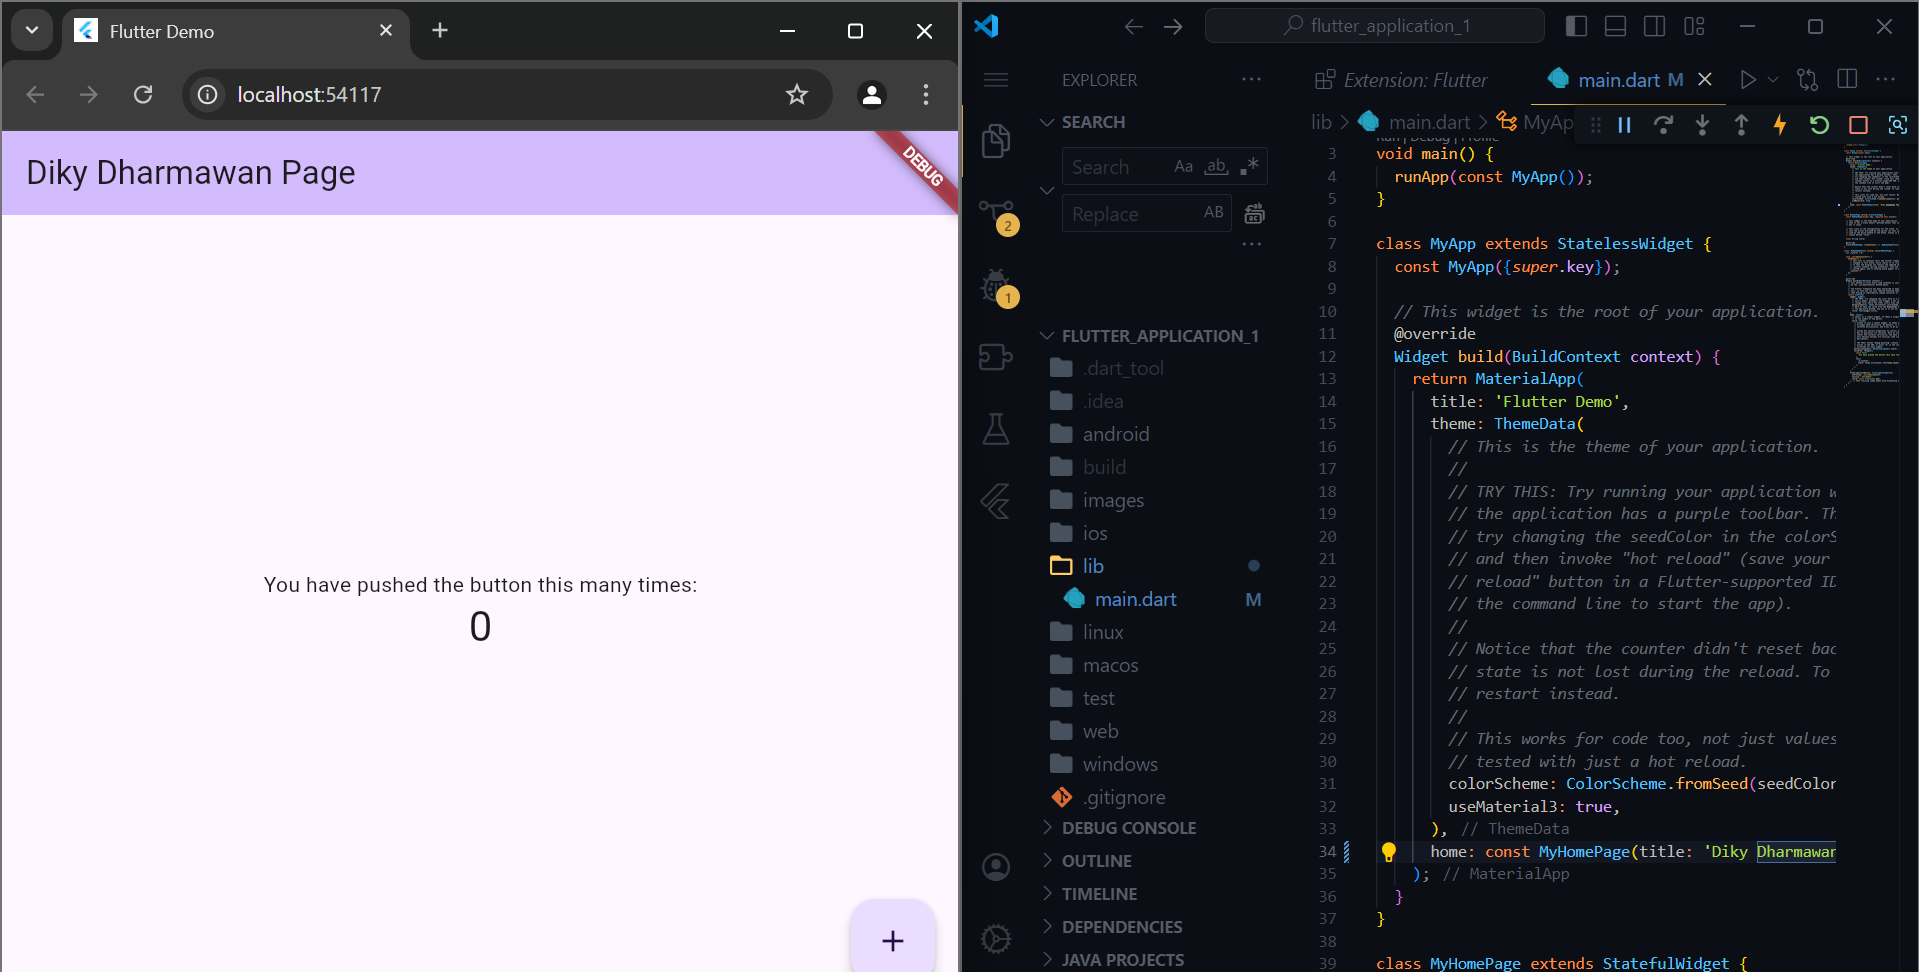 Flutter Demo
localhost:54117
Diky Dharmawan Page
DEBUG
You have pushed the button this many times:
0
+
flutter_application_1
EXPLORER
Extension: Flutter
main.dart M
SEARCH
lib > main.dart >
Search
Aa ab
Replace
AB
2
1
FLUTTER_APPLICATION_1
.dart_tool
.idea
android
build
images
ios
lib
main.dart M
linux
macos
test
web
windows
.gitignore
DEBUG CONSOLE
OUTLINE
TIMELINE
DEPENDENCIES
JAVA PROJECTS
3 void main() {
4 runApp(const MyApp());
5 }
6
7 class MyApp extends StatelessWidget {
8 const MyApp({super.key});
9
10 // This widget is the root of your application.
11 @override
12 Widget build(BuildContext context) {
13 return MaterialApp(
14 title: 'Flutter Demo',
15 theme: ThemeData(
16 // This is the theme of your application.
17 //
18 // TRY THIS: Try running your application w
19 // the application has a purple toolbar. Th
20 // try changing the seedColor in the colorS
21 // and then invoke "hot reload" (save your
22 // reload" button in a Flutter-supported ID
23 // the command line to start the app).
24 //
25 // Notice that the counter didn't reset bac
26 // state is not lost during the reload. To
27 // restart instead.
28 //
29 // This works for code too, not just values
30 // tested with just a hot reload.
31 colorScheme: ColorScheme.fromSeed(seedColor
32 useMaterial3: true,
33 ), // ThemeData
34 home: const MyHomePage(title: 'Diky Dharmawan
35 ); // MaterialApp
36 }
37 }
38
39 class MyHomePage extends StatefulWidget {